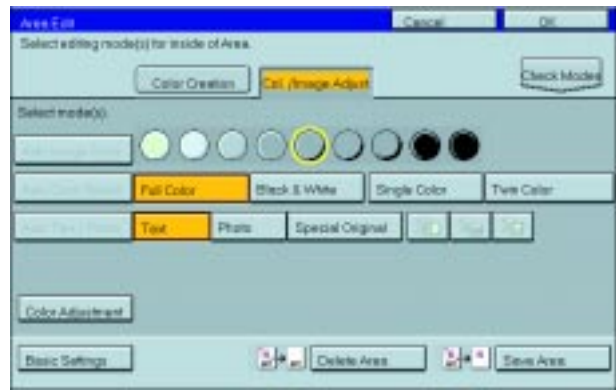 Area Edit
Cancel
OK
Select editing mode(s) for inside of Area.
Color Creation
Col. /Image Adjust
Check Modes
Select mode(s).
Full Color
Black & White
Single Color
Twin Color
Text
Photo
Special Original
Color Adjustment
Basic Settings
Delete Area
Save Area